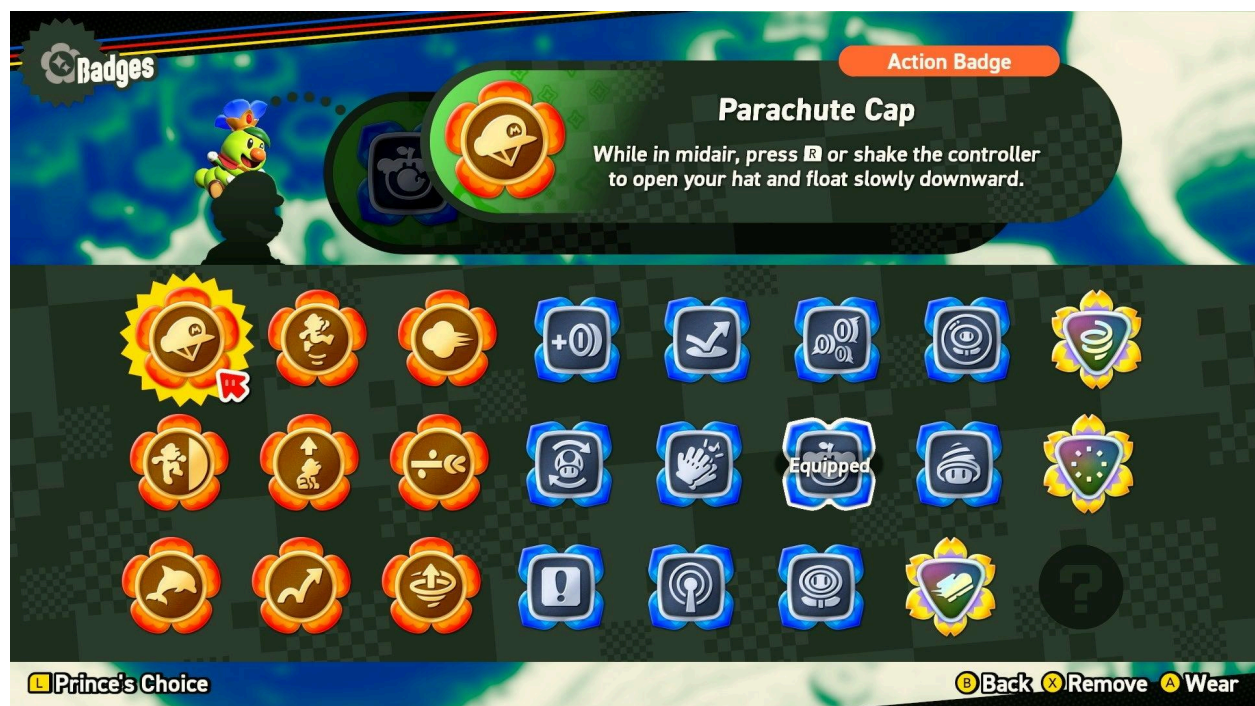 Badges
Action Badge
Parachute Cap
While in midair, press R or shake the controller
to open your hat and float slowly downward.
M
M
+0
Equipped
!
?
L Prince's Choice
B Back X Remove A Wear